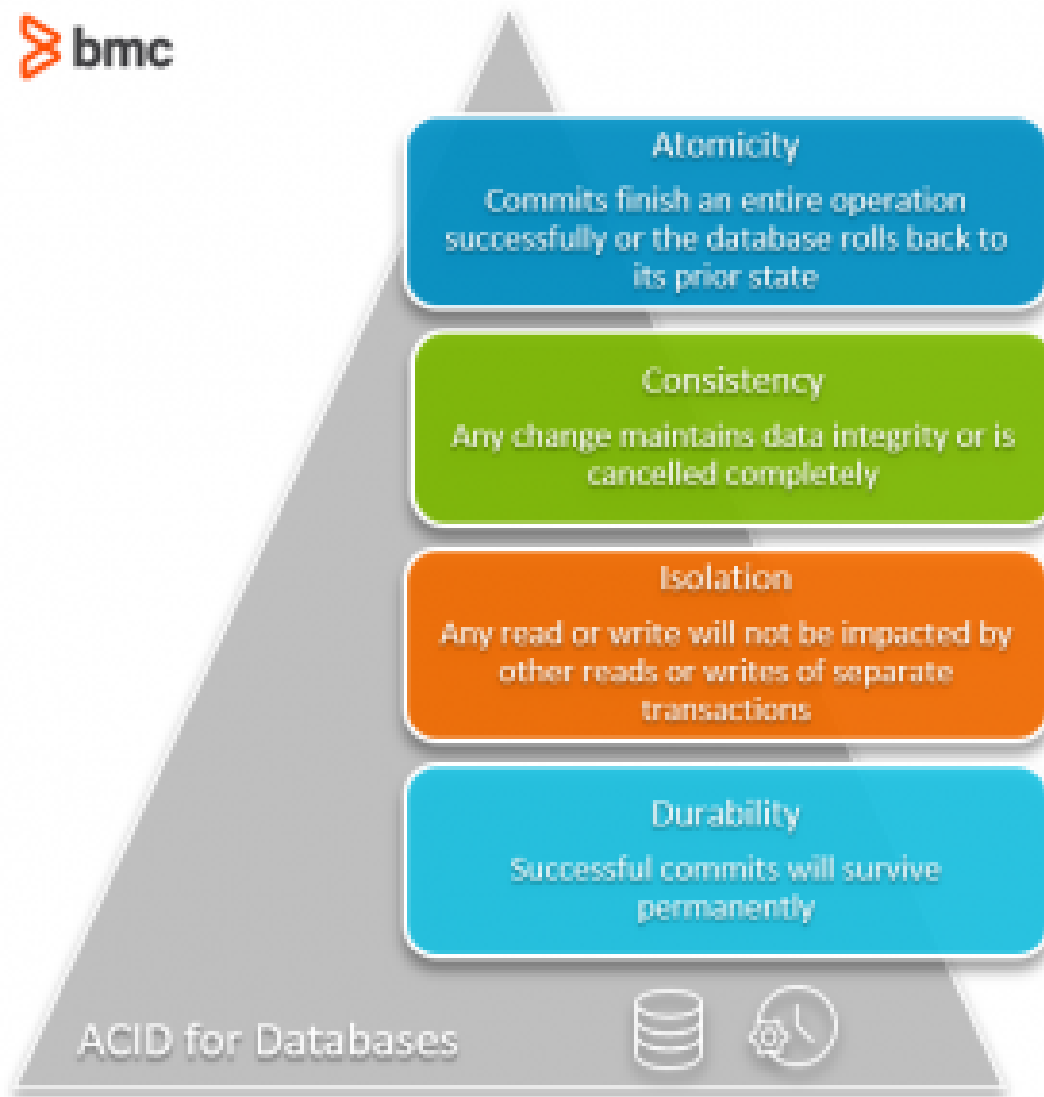 bmc
Atomicity
Commits finish an entire operation
successfully or the database rolls back to
its prior state
Consistency
Any change maintains data integrity or is
cancelled completely
Isolation
Any read or write will not be impacted by
other reads or writes of separate
transactions
Durability
Successful commits will survive
permanently
ACID for Databases